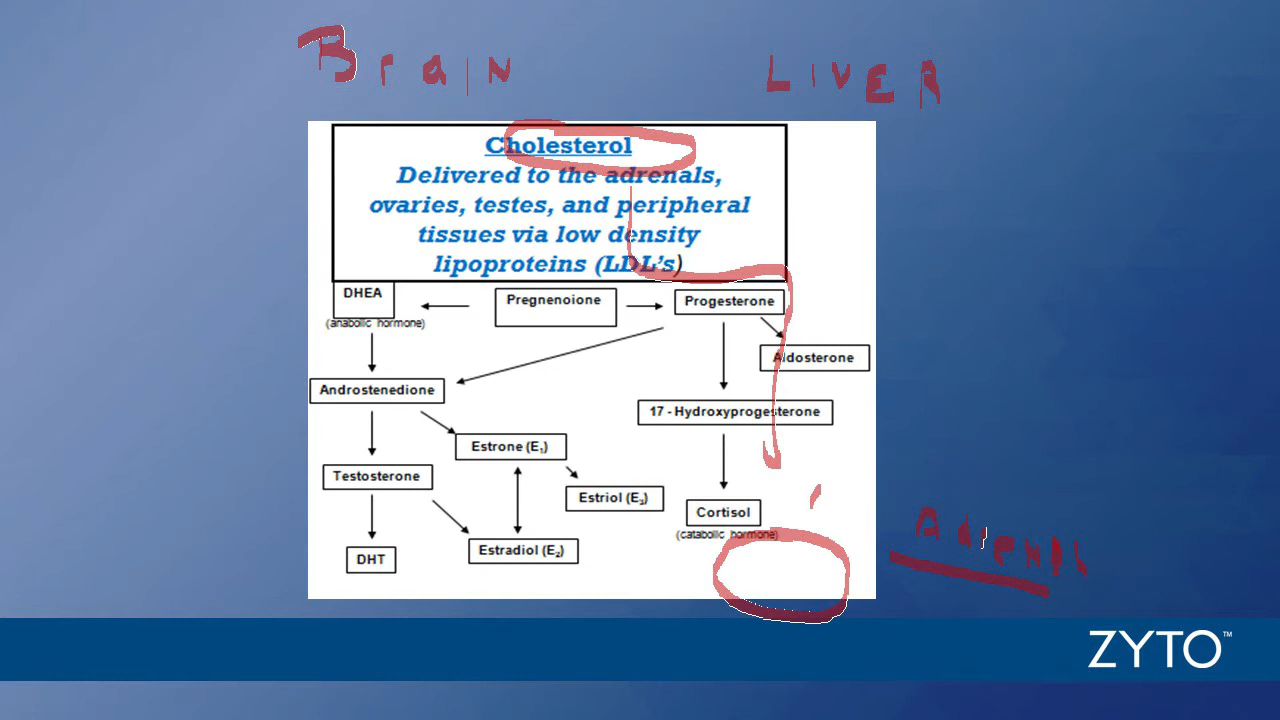 Brain LIVER
Cholesterol
Delivered to the adrenals,
ovaries, testes, and peripheral
tissues via low density
lipoproteins (LDL's)
DHEA
(anabolic hormone)
Pregnenoione
Progesterone
Aldosterone
Androstenedione
17 - Hydroxyprogesterone
Estrone (E₁)
Testosterone
Estriol (E₃)
Cortisol
(catabolic hormone)
Adrenal
Estradiol (E₂)
DHT
ZYTO™